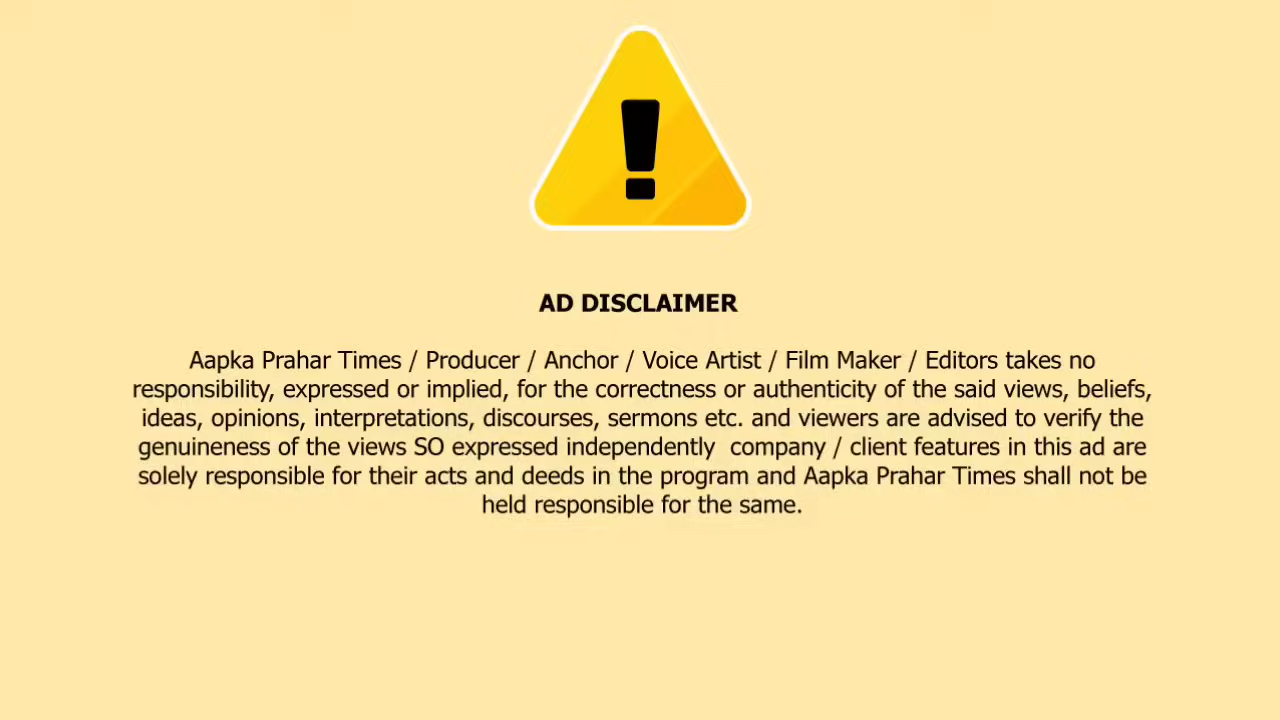 AD DISCLAIMER
Aapka Prahar Times / Producer / Anchor / Voice Artist / Film Maker / Editors takes no
responsibility, expressed or implied, for the correctness or authenticity of the said views, beliefs,
ideas, opinions, interpretations, discourses, sermons etc. and viewers are advised to verify the
genuineness of the views SO expressed independently  company / client features in this ad are
solely responsible for their acts and deeds in the program and Aapka Prahar Times shall not be
held responsible for the same.